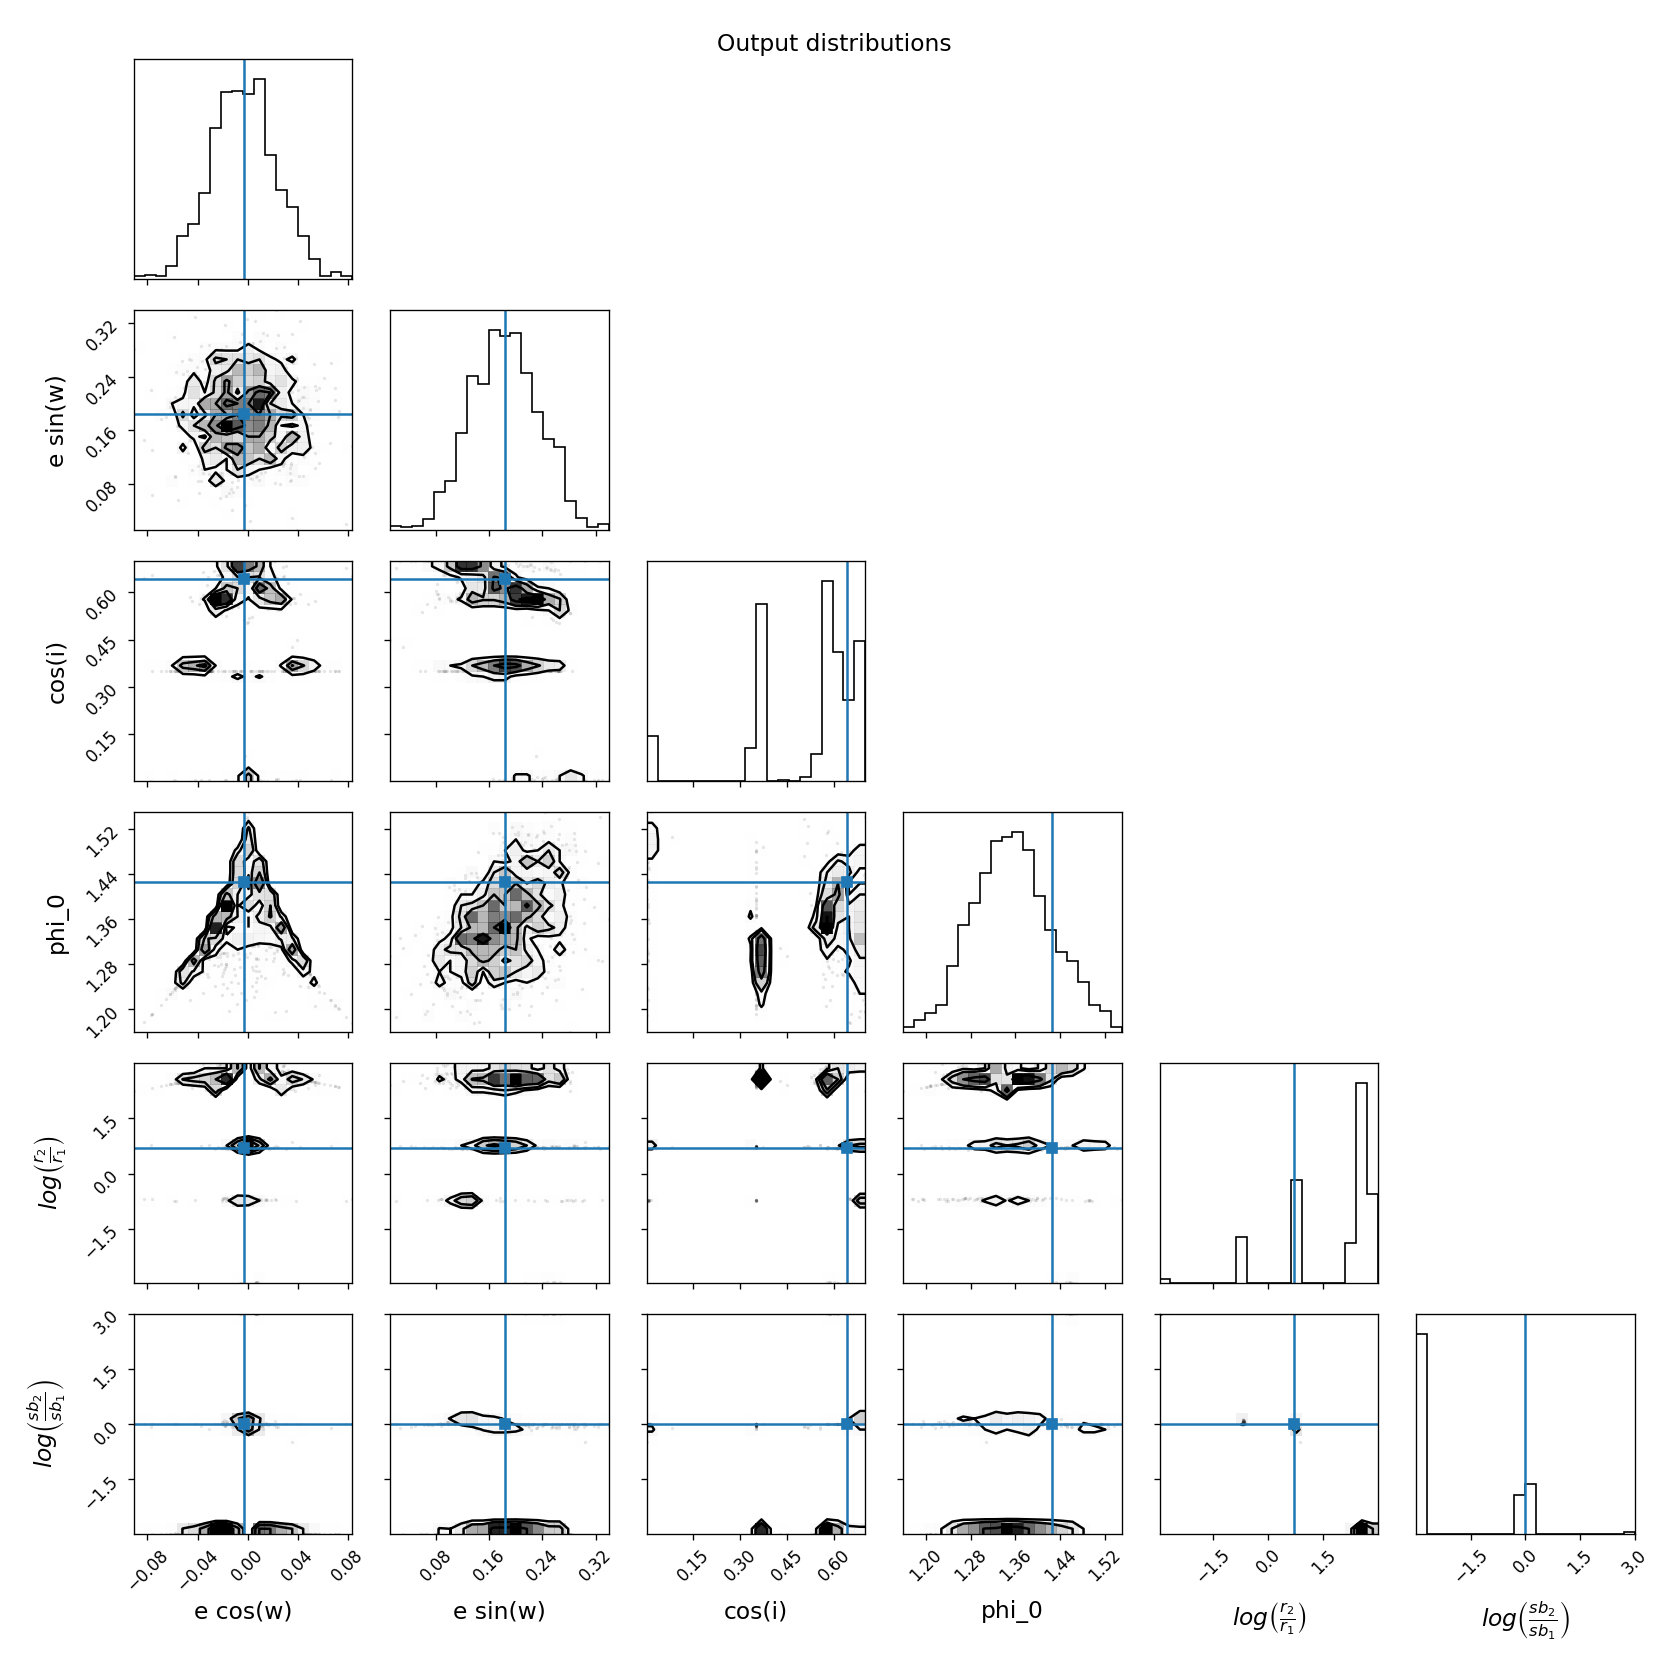 Output distributions
0.32
0.24
0.16
0.08
e sin(w)
0.60
0.45
0.30
0.15
cos(i)
1.52
1.44
1.36
1.28
1.20
phi_0
1.5
0.0
−1.5
log(r₂/r₁)
3.0
1.5
0.0
−1.5
log(sb₂/sb₁)
−0.08 −0.04 0.00 0.04 0.08
0.08 0.16 0.24 0.32
0.15 0.30 0.45 0.60
1.20 1.28 1.36 1.44 1.52
−1.5 0.0 1.5
−1.5 0.0 1.5 3.0
e cos(w)
e sin(w)
cos(i)
phi_0
log(r₂/r₁)
log(sb₂/sb₁)